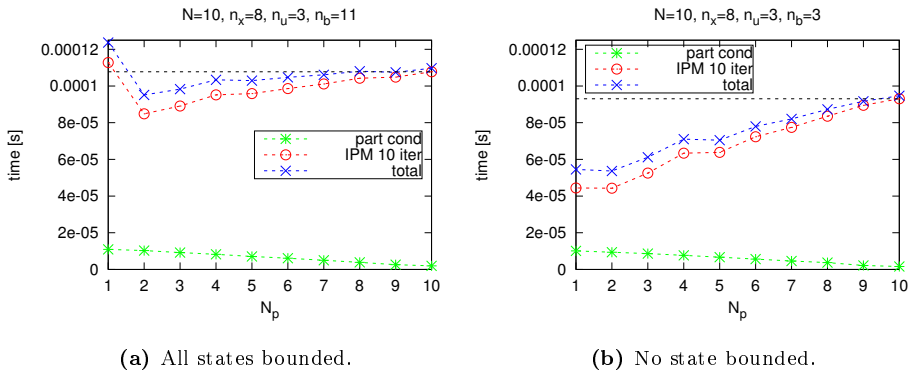 N=10, n_x=8, n_u=3, n_b=11
0.00012
0.0001
8e-05
6e-05
4e-05
2e-05
0
time [s]
part cond
IPM 10 iter
total
1 2 3 4 5 6 7 8 9 10
N_p
(a) All states bounded.
N=10, n_x=8, n_u=3, n_b=3
0.00012
0.0001
8e-05
6e-05
4e-05
2e-05
0
time [s]
part cond
IPM 10 iter
total
1 2 3 4 5 6 7 8 9 10
N_p
(b) No state bounded.